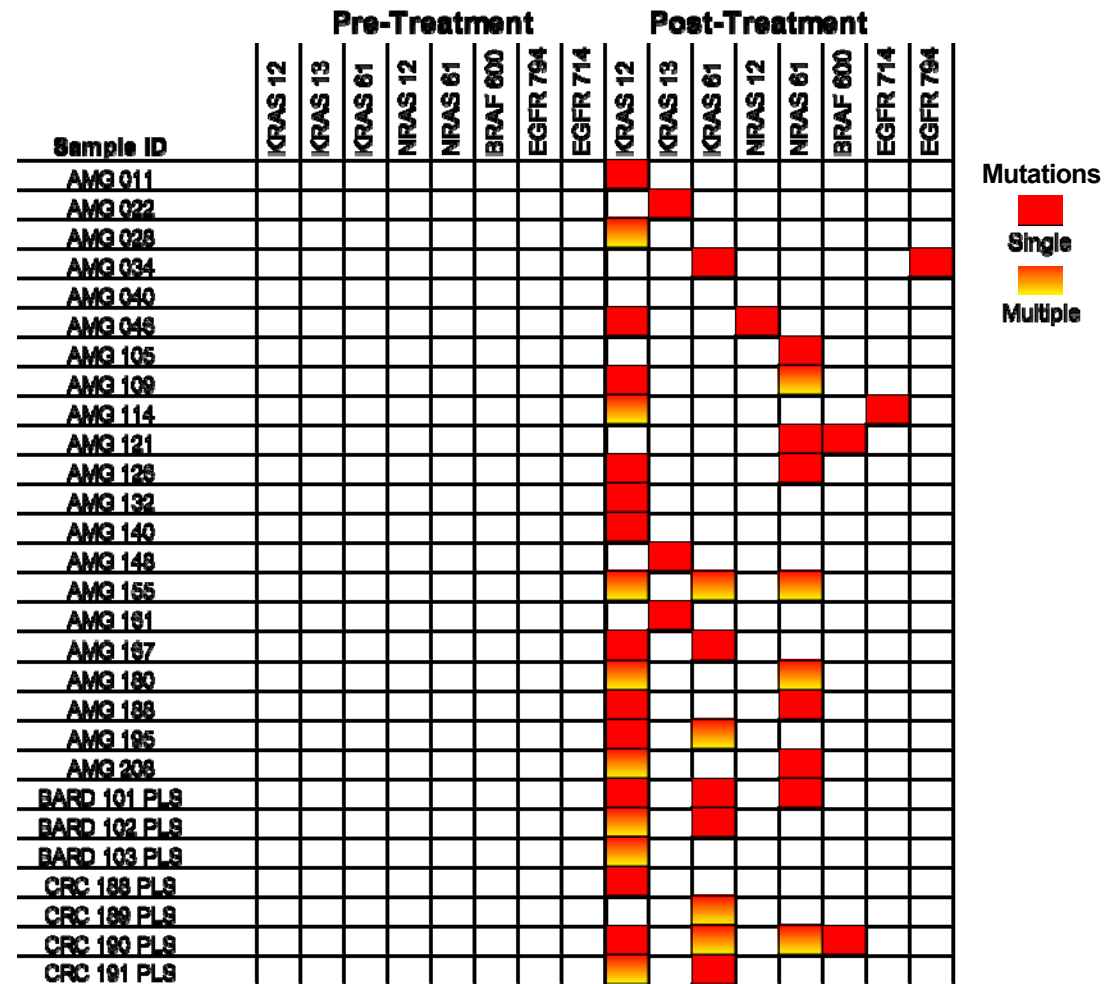 Pre-Treatment Post-Treatment
Sample ID KRAS 12 KRAS 13 KRAS 61 NRAS 12 NRAS 61 BRAF 600 EGFR 794 EGFR 714 KRAS 12 KRAS 13 KRAS 61 NRAS 12 NRAS 61 BRAF 600 EGFR 714 EGFR 794
AMG 011
AMG 022
AMG 028
AMG 034
AMG 040
AMG 046
AMG 105
AMG 109
AMG 114
AMG 121
AMG 126
AMG 132
AMG 140
AMG 148
AMG 155
AMG 161
AMG 167
AMG 180
AMG 188
AMG 195
AMG 208
BARD 101 PLS
BARD 102 PLS
BARD 103 PLS
CRC 188 PLS
CRC 189 PLS
CRC 190 PLS
CRC 191 PLS
Mutations
Single
Multiple